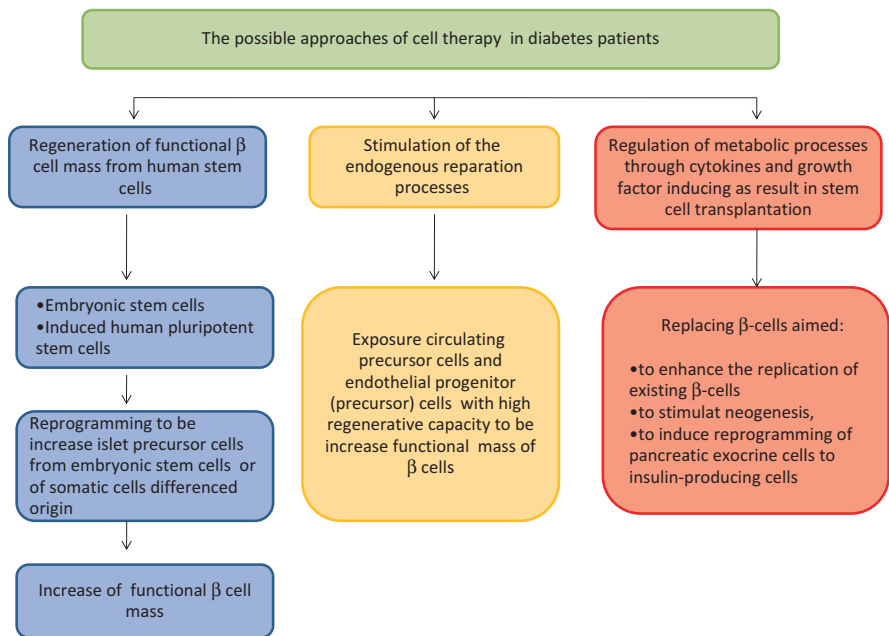 The possible approaches of cell therapy in diabetes patients
Regeneration of functional β
cell mass from human stem
cells
•Embryonic stem cells
•Induced human pluripotent
stem cells
Reprogramming to be
increase islet precursor cells
from embryonic stem cells or
of somatic cells differenced
origin
Increase of functional β cell
mass
Stimulation of the
endogenous reparation
processes
Exposure circulating
precursor cells and
endothelial progenitor
(precursor) cells with high
regenerative capacity to be
increase functional mass of
β cells
Regulation of metabolic processes
through cytokines and growth
factor inducing as result in stem
cell transplantation
Replacing β-cells aimed:
•to enhance the replication of
existing β-cells
•to stimulat neogenesis,
•to induce reprogramming of
pancreatic exocrine cells to
insulin-producing cells